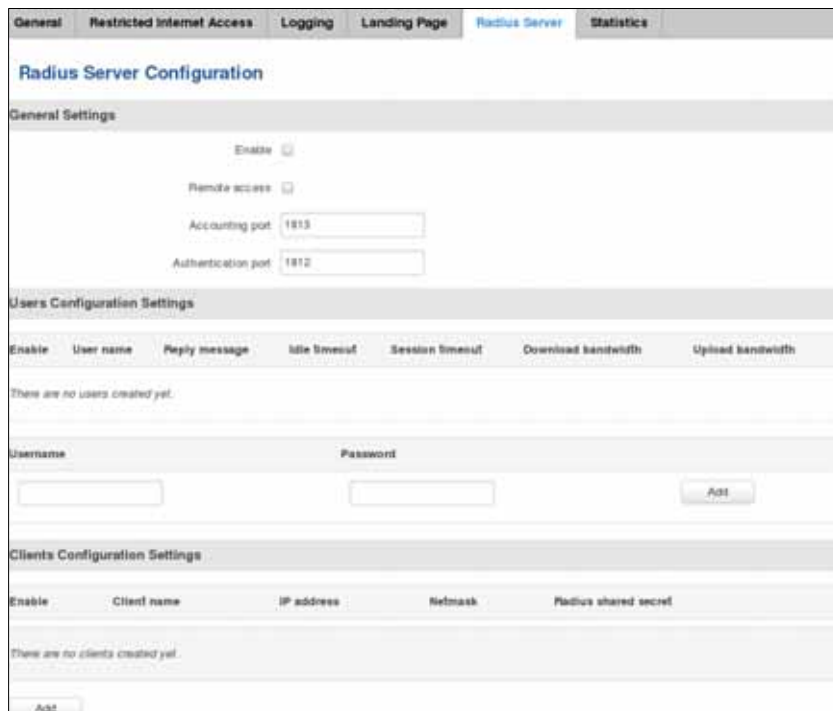 General Restricted Internet Access Logging Landing Page Radius Server Statistics
Radius Server Configuration
General Settings
Enable
Remote access
Accounting port 1813
Authentication port 1812
Users Configuration Settings
Enable User name Reply message Idle timeout Session timeout Download bandwidth Upload bandwidth
There are no users created yet.
Username Password
Add
Clients Configuration Settings
Enable Client name IP address Netmask Radius shared secret
There are no clients created yet.
Add